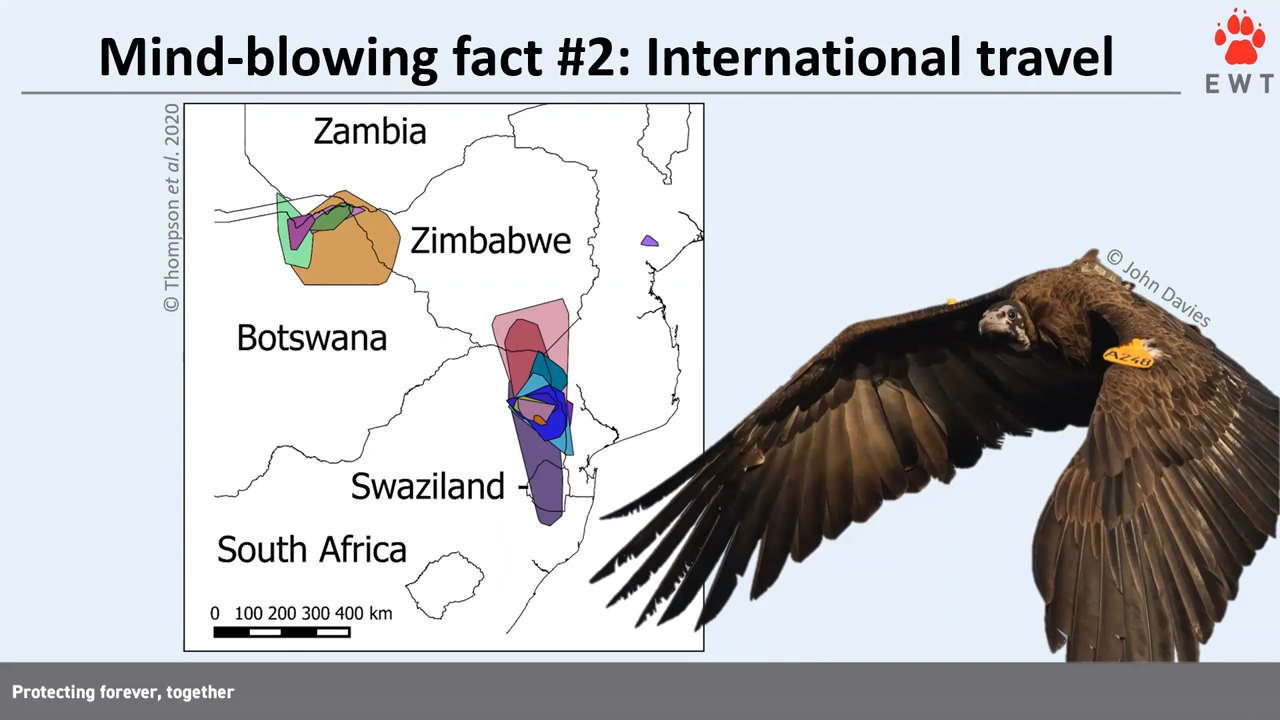 Mind-blowing fact #2: International travel
EWT
© Thompson et al. 2020
Zambia
Zimbabwe
Botswana
Swaziland -
South Africa
0 100 200 300 400 km
© John Davies
A248
Protecting forever, together